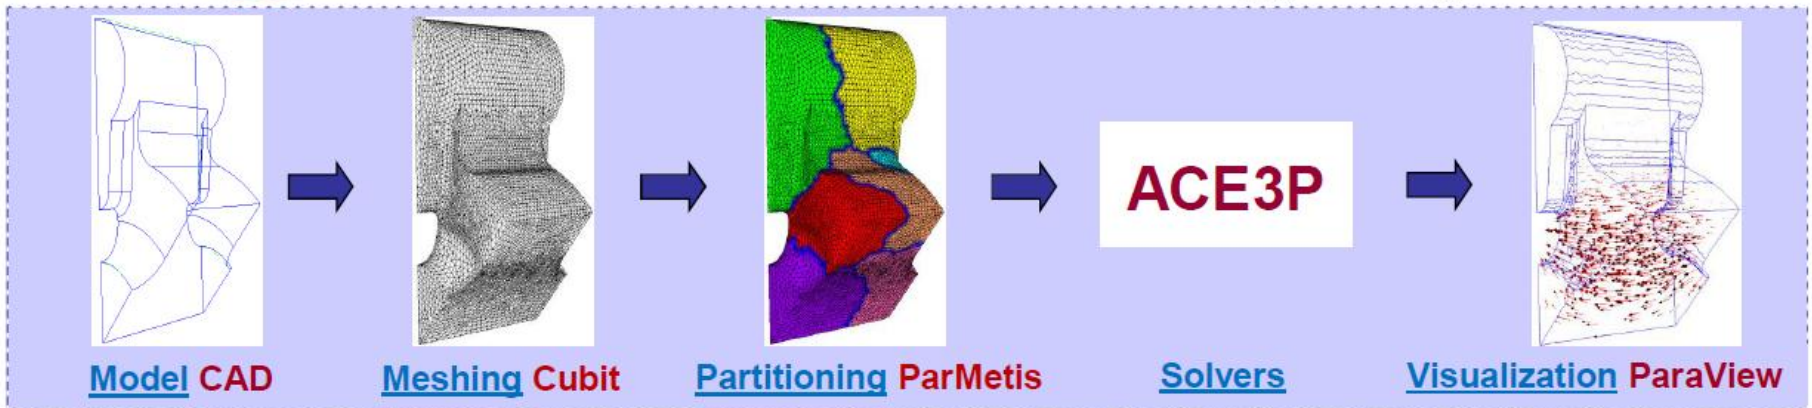 ACE3P
Model CAD
Meshing Cubit
Partitioning ParMetis
Solvers
Visualization ParaView